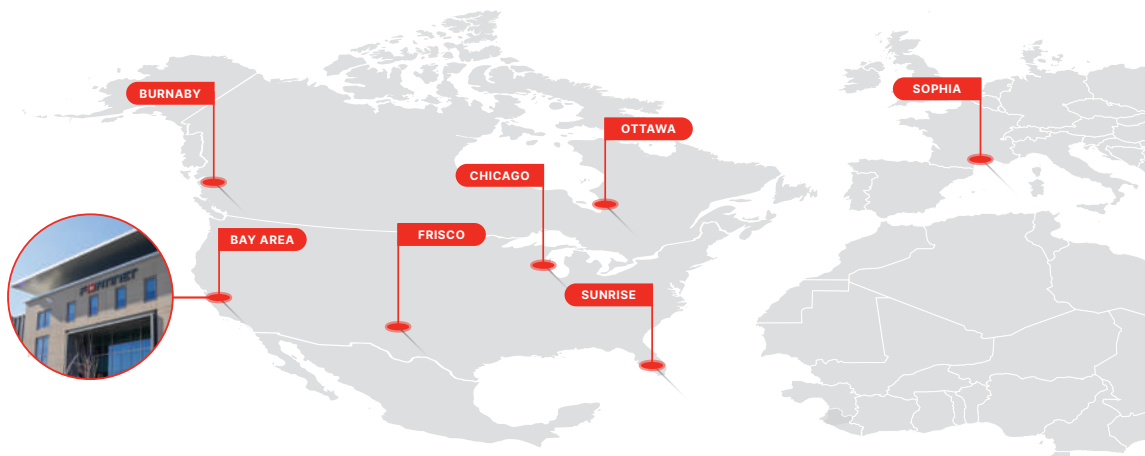 BURNABY
SOPHIA
OTTAWA
CHICAGO
BAY AREA
FRISCO
FORTINET
SUNRISE